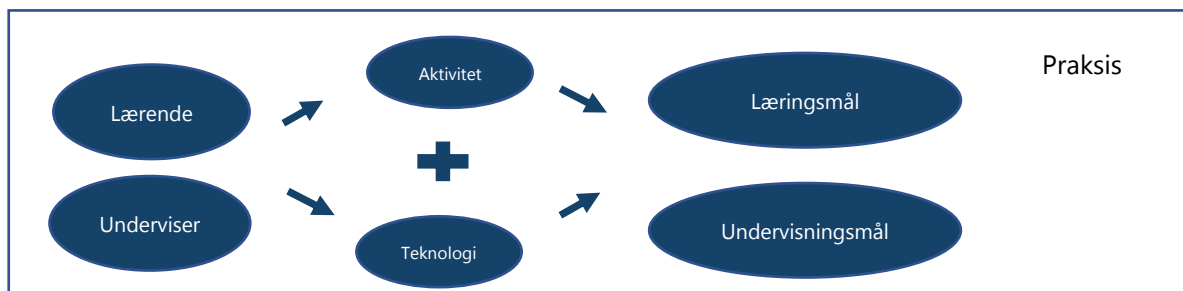 Lærende
Underviser
Aktivitet
Teknologi
Læringsmål
Undervisningsmål
Praksis